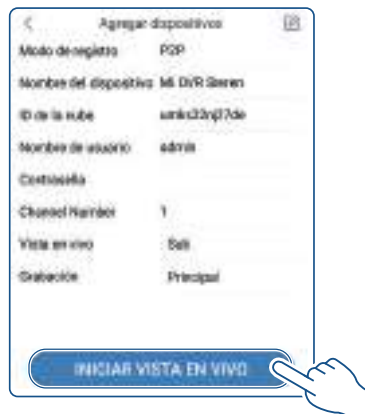 Agregar dispositivos
Modo de registro P2P
Nombre del dispositivo Mi DVR Steren
ID de la nube
Nombre de usuario admin
Contraseña
Channel Number 1
Vista en vivo Sub
Grabación Principal
INICIAR VISTA EN VIVO